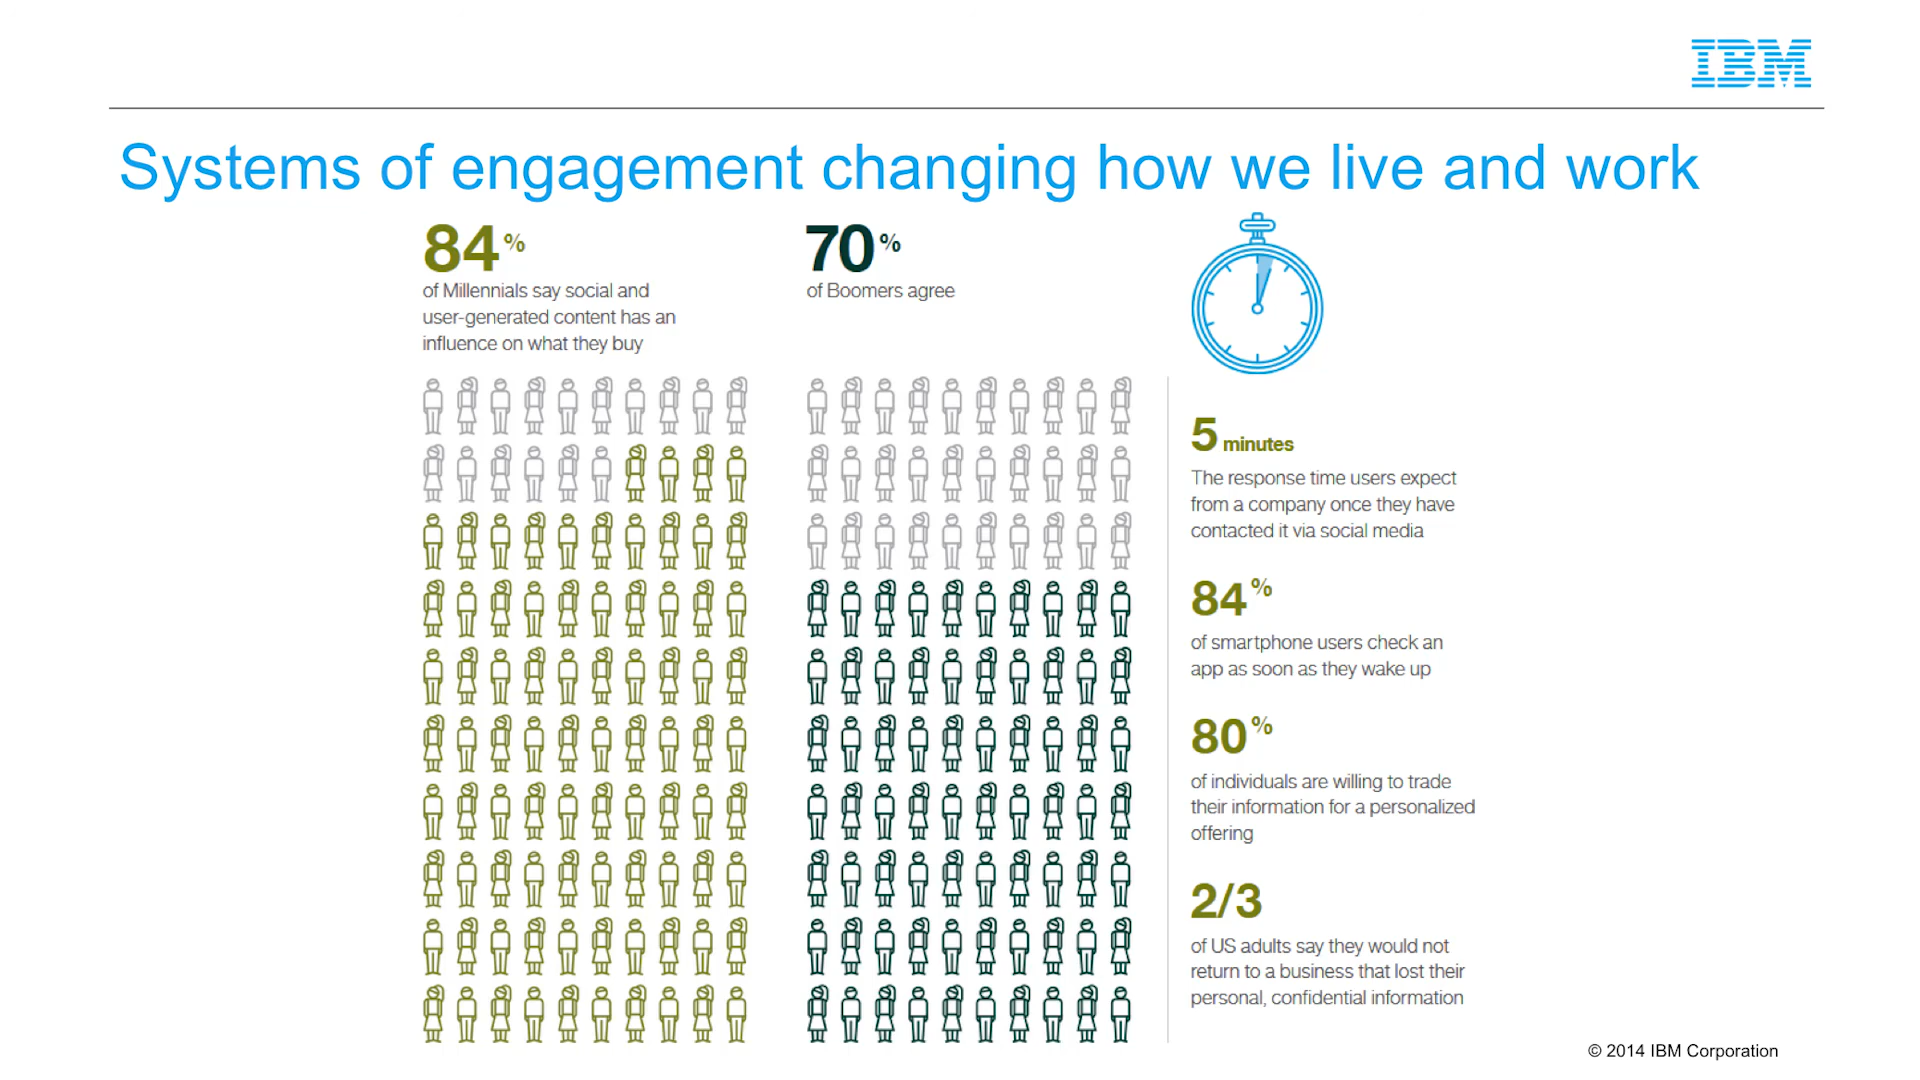 IBM
Systems of engagement changing how we live and work
84%
of Millennials say social and
user-generated content has an
influence on what they buy
70%
of Boomers agree
5 minutes
The response time users expect
from a company once they have
contacted it via social media
84%
of smartphone users check an
app as soon as they wake up
80%
of individuals are willing to trade
their information for a personalized
offering
2/3
of US adults say they would not
return to a business that lost their
personal, confidential information
© 2014 IBM Corporation